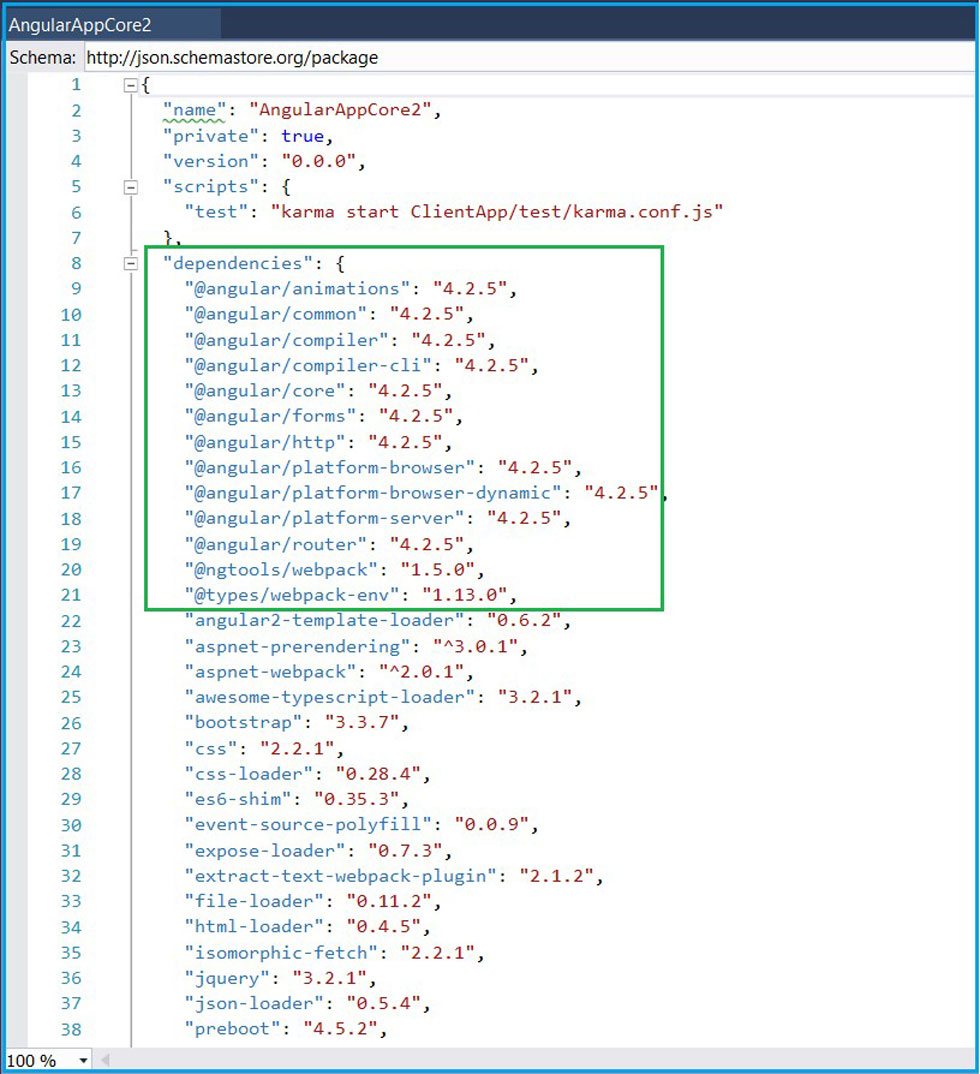 AngularAppCore2
Schema: http://json.schemastore.org/package
1 {
2 "name": "AngularAppCore2",
3 "private": true,
4 "version": "0.0.0",
5 "scripts": {
6 "test": "karma start ClientApp/test/karma.conf.js"
7 },
8 "dependencies": {
9 "@angular/animations": "4.2.5",
10 "@angular/common": "4.2.5",
11 "@angular/compiler": "4.2.5",
12 "@angular/compiler-cli": "4.2.5",
13 "@angular/core": "4.2.5",
14 "@angular/forms": "4.2.5",
15 "@angular/http": "4.2.5",
16 "@angular/platform-browser": "4.2.5",
17 "@angular/platform-browser-dynamic": "4.2.5",
18 "@angular/platform-server": "4.2.5",
19 "@angular/router": "4.2.5",
20 "@ngtools/webpack": "1.5.0",
21 "@types/webpack-env": "1.13.0",
22 "angular2-template-loader": "0.6.2",
23 "aspnet-prerendering": "^3.0.1",
24 "aspnet-webpack": "^2.0.1",
25 "awesome-typescript-loader": "3.2.1",
26 "bootstrap": "3.3.7",
27 "css": "2.2.1",
28 "css-loader": "0.28.4",
29 "es6-shim": "0.35.3",
30 "event-source-polyfill": "0.0.9",
31 "expose-loader": "0.7.3",
32 "extract-text-webpack-plugin": "2.1.2",
33 "file-loader": "0.11.2",
34 "html-loader": "0.4.5",
35 "isomorphic-fetch": "2.2.1",
36 "jquery": "3.2.1",
37 "json-loader": "0.5.4",
38 "preboot": "4.5.2",
100 %